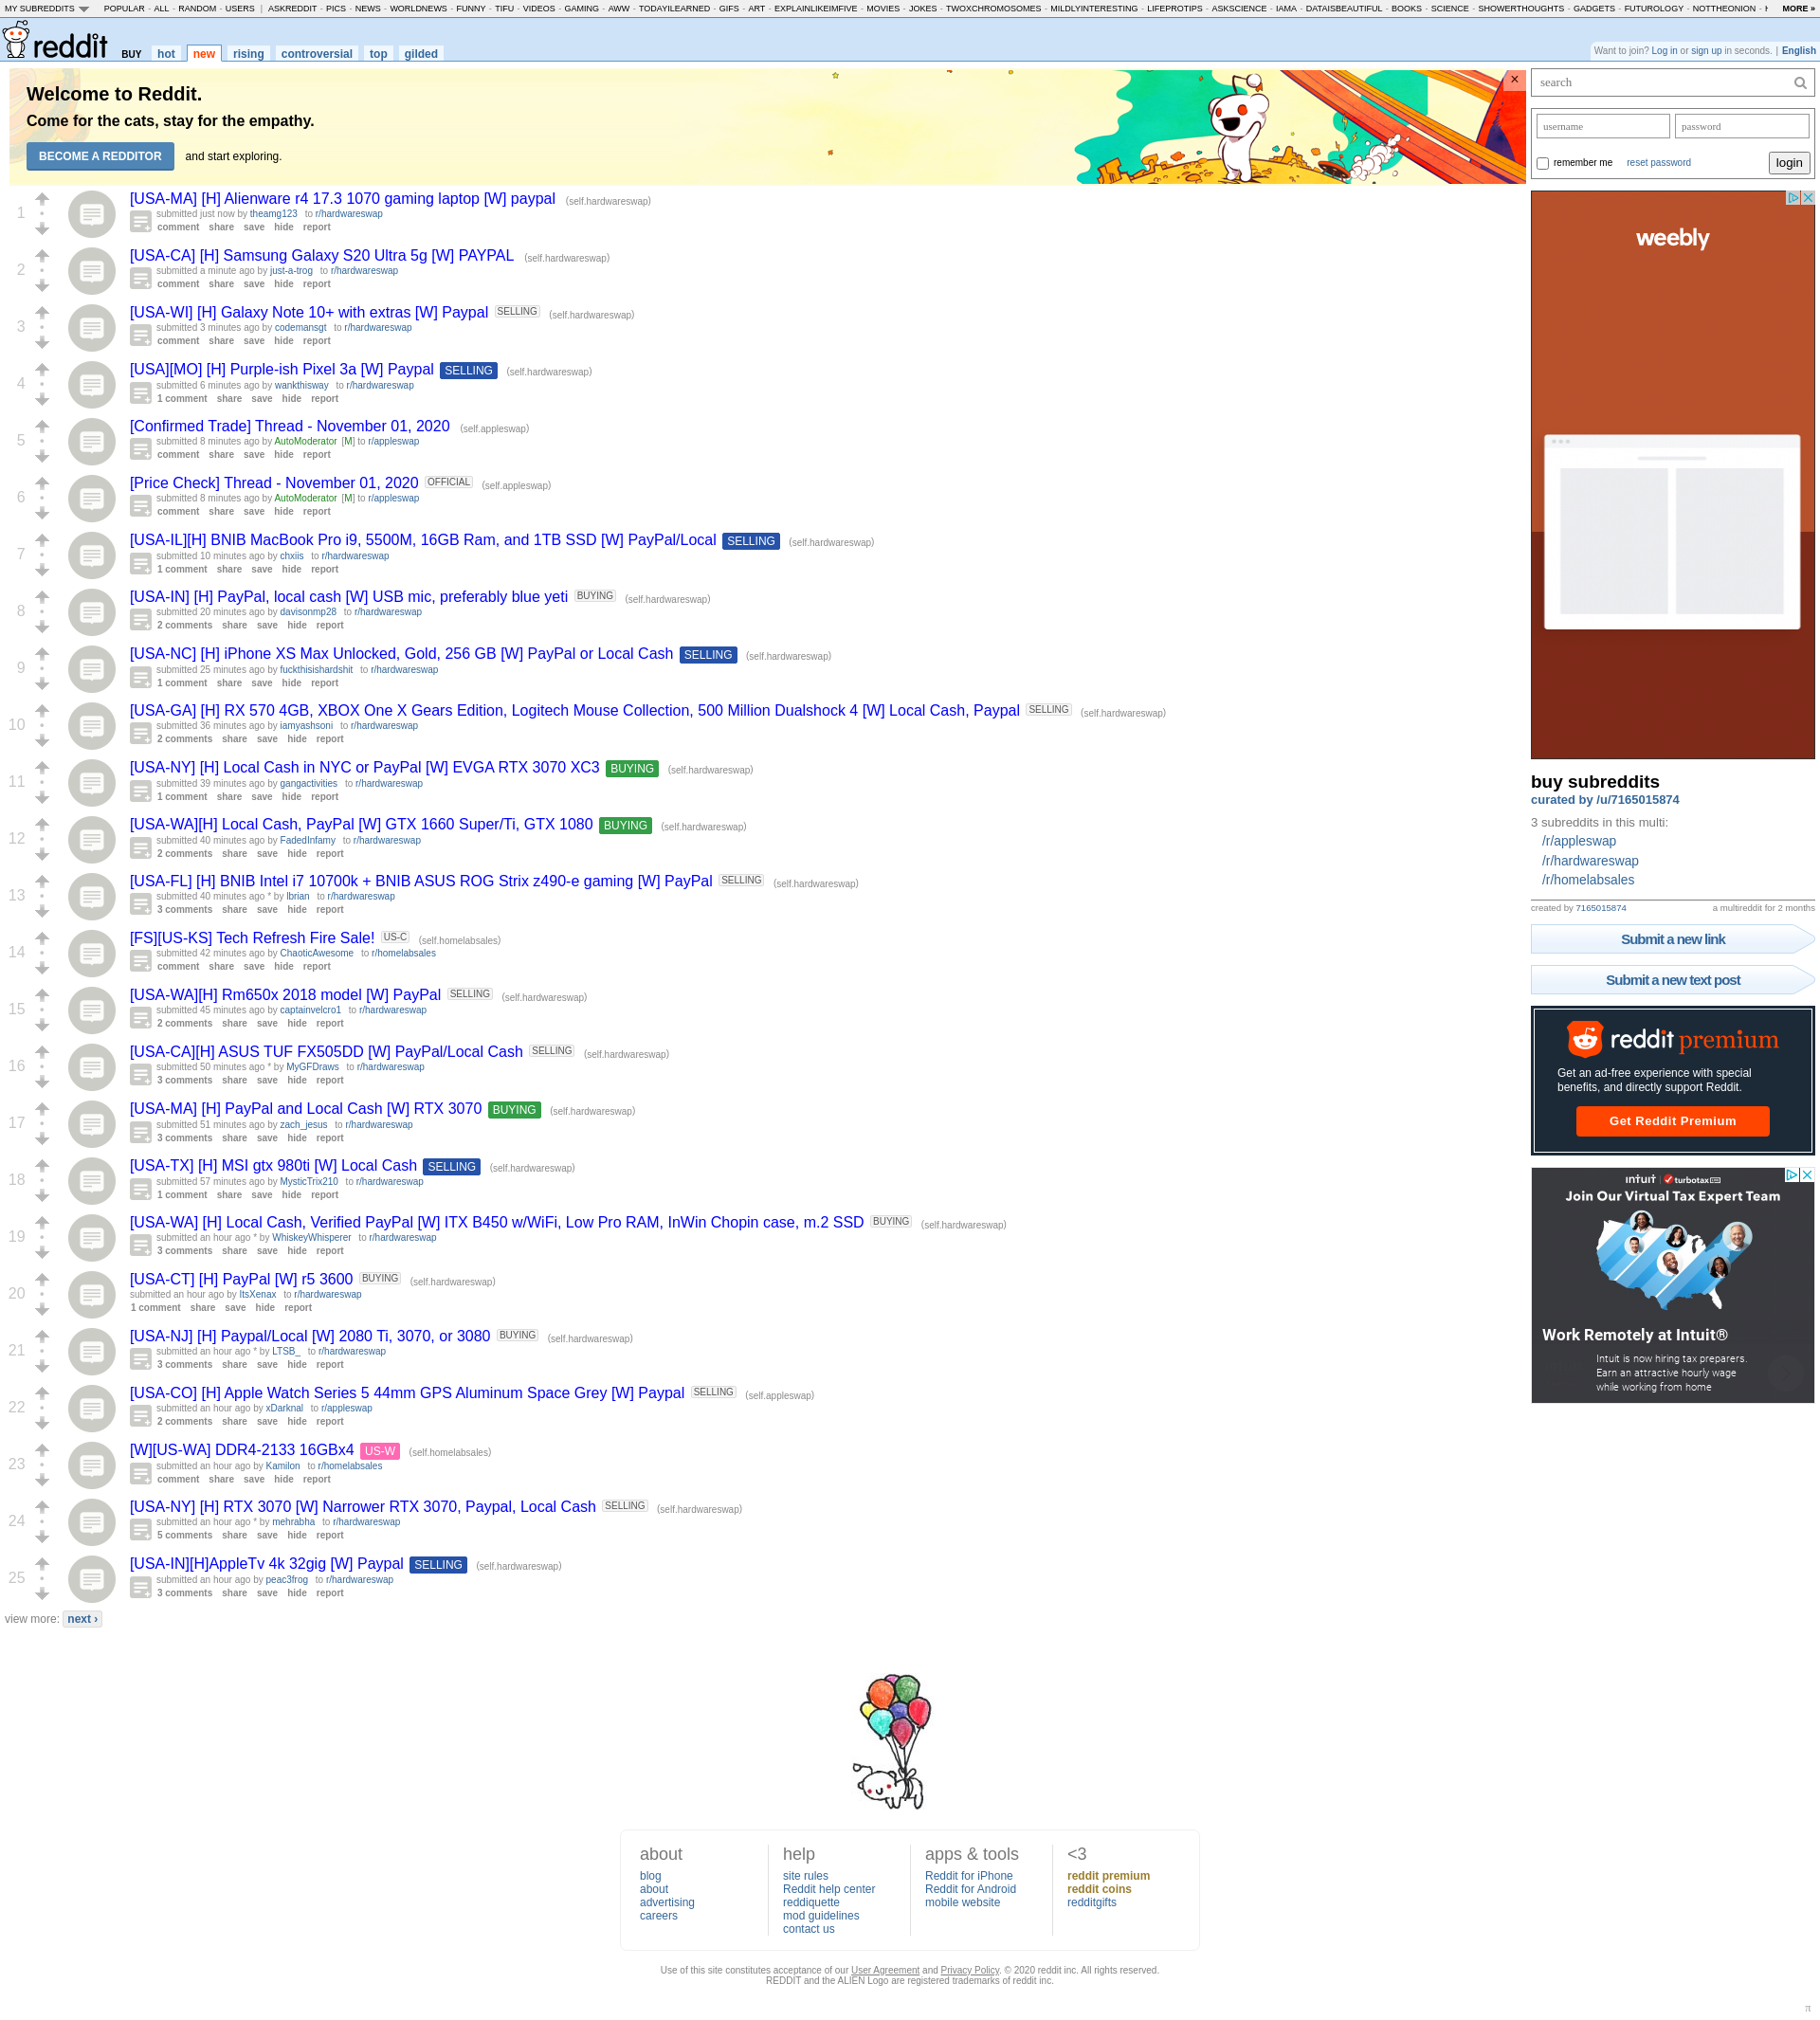 MY SUBREDDITS POPULAR - ALL - RANDOM - USERS | ASKREDDIT - PICS - NEWS - WORLDNEWS - FUNNY - TIFU - VIDEOS - GAMING - AWW - TODAYILEARNED - GIFS - ART - EXPLAINLIKEIMFIVE - MOVIES - JOKES - TWOXCHROMOSOMES - MILDLYINTERESTING - LIFEPROTIPS - ASKSCIENCE - IAMA - DATAISBEAUTIFUL - BOOKS - SCIENCE - SHOWERTHOUGHTS - GADGETS - FUTUROLOGY - NOTTHEONION - MORE »
reddit BUY hot new rising controversial top gilded
Want to join? Log in or sign up in seconds. | English
Welcome to Reddit.
Come for the cats, stay for the empathy.
BECOME A REDDITOR and start exploring.
×
1
[USA-MA] [H] Alienware r4 17.3 1070 gaming laptop [W] paypal (self.hardwareswap)
submitted just now by theamg123 to r/hardwareswap
comment share save hide report
2
[USA-CA] [H] Samsung Galaxy S20 Ultra 5g [W] PAYPAL (self.hardwareswap)
submitted a minute ago by just-a-trog to r/hardwareswap
comment share save hide report
3
[USA-WI] [H] Galaxy Note 10+ with extras [W] Paypal SELLING (self.hardwareswap)
submitted 3 minutes ago by codemansgt to r/hardwareswap
comment share save hide report
4
[USA][MO] [H] Purple-ish Pixel 3a [W] Paypal SELLING (self.hardwareswap)
submitted 6 minutes ago by wankthisway to r/hardwareswap
1 comment share save hide report
5
[Confirmed Trade] Thread - November 01, 2020 (self.appleswap)
submitted 8 minutes ago by AutoModerator [M] to r/appleswap
comment share save hide report
6
[Price Check] Thread - November 01, 2020 OFFICIAL (self.appleswap)
submitted 8 minutes ago by AutoModerator [M] to r/appleswap
comment share save hide report
7
[USA-IL][H] BNIB MacBook Pro i9, 5500M, 16GB Ram, and 1TB SSD [W] PayPal/Local SELLING (self.hardwareswap)
submitted 10 minutes ago by chxiis to r/hardwareswap
1 comment share save hide report
8
[USA-IN] [H] PayPal, local cash [W] USB mic, preferably blue yeti BUYING (self.hardwareswap)
submitted 20 minutes ago by davisonmp28 to r/hardwareswap
2 comments share save hide report
9
[USA-NC] [H] iPhone XS Max Unlocked, Gold, 256 GB [W] PayPal or Local Cash SELLING (self.hardwareswap)
submitted 25 minutes ago by fuckthisishardshit to r/hardwareswap
1 comment share save hide report
10
[USA-GA] [H] RX 570 4GB, XBOX One X Gears Edition, Logitech Mouse Collection, 500 Million Dualshock 4 [W] Local Cash, Paypal SELLING (self.hardwareswap)
submitted 36 minutes ago by iamyashsoni to r/hardwareswap
2 comments share save hide report
11
[USA-NY] [H] Local Cash in NYC or PayPal [W] EVGA RTX 3070 XC3 BUYING (self.hardwareswap)
submitted 39 minutes ago by gangactivities to r/hardwareswap
1 comment share save hide report
12
[USA-WA][H] Local Cash, PayPal [W] GTX 1660 Super/Ti, GTX 1080 BUYING (self.hardwareswap)
submitted 40 minutes ago by FadedInfamy to r/hardwareswap
2 comments share save hide report
13
[USA-FL] [H] BNIB Intel i7 10700k + BNIB ASUS ROG Strix z490-e gaming [W] PayPal SELLING (self.hardwareswap)
submitted 40 minutes ago * by lbrian to r/hardwareswap
3 comments share save hide report
14
[FS][US-KS] Tech Refresh Fire Sale! US-C (self.homelabsales)
submitted 42 minutes ago by ChaoticAwesome to r/homelabsales
comment share save hide report
15
[USA-WA][H] Rm650x 2018 model [W] PayPal SELLING (self.hardwareswap)
submitted 45 minutes ago by captainvelcro1 to r/hardwareswap
2 comments share save hide report
16
[USA-CA][H] ASUS TUF FX505DD [W] PayPal/Local Cash SELLING (self.hardwareswap)
submitted 50 minutes ago * by MyGFDraws to r/hardwareswap
3 comments share save hide report
17
[USA-MA] [H] PayPal and Local Cash [W] RTX 3070 BUYING (self.hardwareswap)
submitted 51 minutes ago by zach_jesus to r/hardwareswap
3 comments share save hide report
18
[USA-TX] [H] MSI gtx 980ti [W] Local Cash SELLING (self.hardwareswap)
submitted 57 minutes ago by MysticTrix210 to r/hardwareswap
1 comment share save hide report
19
[USA-WA] [H] Local Cash, Verified PayPal [W] ITX B450 w/WiFi, Low Pro RAM, InWin Chopin case, m.2 SSD BUYING (self.hardwareswap)
submitted an hour ago * by WhiskeyWhisperer to r/hardwareswap
3 comments share save hide report
20
[USA-CT] [H] PayPal [W] r5 3600 BUYING (self.hardwareswap)
submitted an hour ago by ItsXenax to r/hardwareswap
1 comment share save hide report
21
[USA-NJ] [H] Paypal/Local [W] 2080 Ti, 3070, or 3080 BUYING (self.hardwareswap)
submitted an hour ago * by LTSB_ to r/hardwareswap
3 comments share save hide report
22
[USA-CO] [H] Apple Watch Series 5 44mm GPS Aluminum Space Grey [W] Paypal SELLING (self.appleswap)
submitted an hour ago by xDarknal to r/appleswap
2 comments share save hide report
23
[W][US-WA] DDR4-2133 16GBx4 US-W (self.homelabsales)
submitted an hour ago by Kamilon to r/homelabsales
comment share save hide report
24
[USA-NY] [H] RTX 3070 [W] Narrower RTX 3070, Paypal, Local Cash SELLING (self.hardwareswap)
submitted an hour ago * by mehrabha to r/hardwareswap
5 comments share save hide report
25
[USA-IN][H]AppleTv 4k 32gig [W] Paypal SELLING (self.hardwareswap)
submitted an hour ago by peac3frog to r/hardwareswap
3 comments share save hide report
view more: next ›
search
username password
remember me reset password login
weebly
buy subreddits
curated by /u/7165015874
3 subreddits in this multi:
/r/appleswap
/r/hardwareswap
/r/homelabsales
created by 7165015874 a multireddit for 2 months
Submit a new link
Submit a new text post
reddit premium
Get an ad-free experience with special
benefits, and directly support Reddit.
Get Reddit Premium
intuit turbotax
Join Our Virtual Tax Expert Team
Work Remotely at Intuit®
Intuit is now hiring tax preparers.
Earn an attractive hourly wage
while working from home
about
blog
about
advertising
careers
help
site rules
Reddit help center
reddiquette
mod guidelines
contact us
apps & tools
Reddit for iPhone
Reddit for Android
mobile website
<3
reddit premium
reddit coins
redditgifts
Use of this site constitutes acceptance of our User Agreement and Privacy Policy. © 2020 reddit inc. All rights reserved.
REDDIT and the ALIEN Logo are registered trademarks of reddit inc.
π